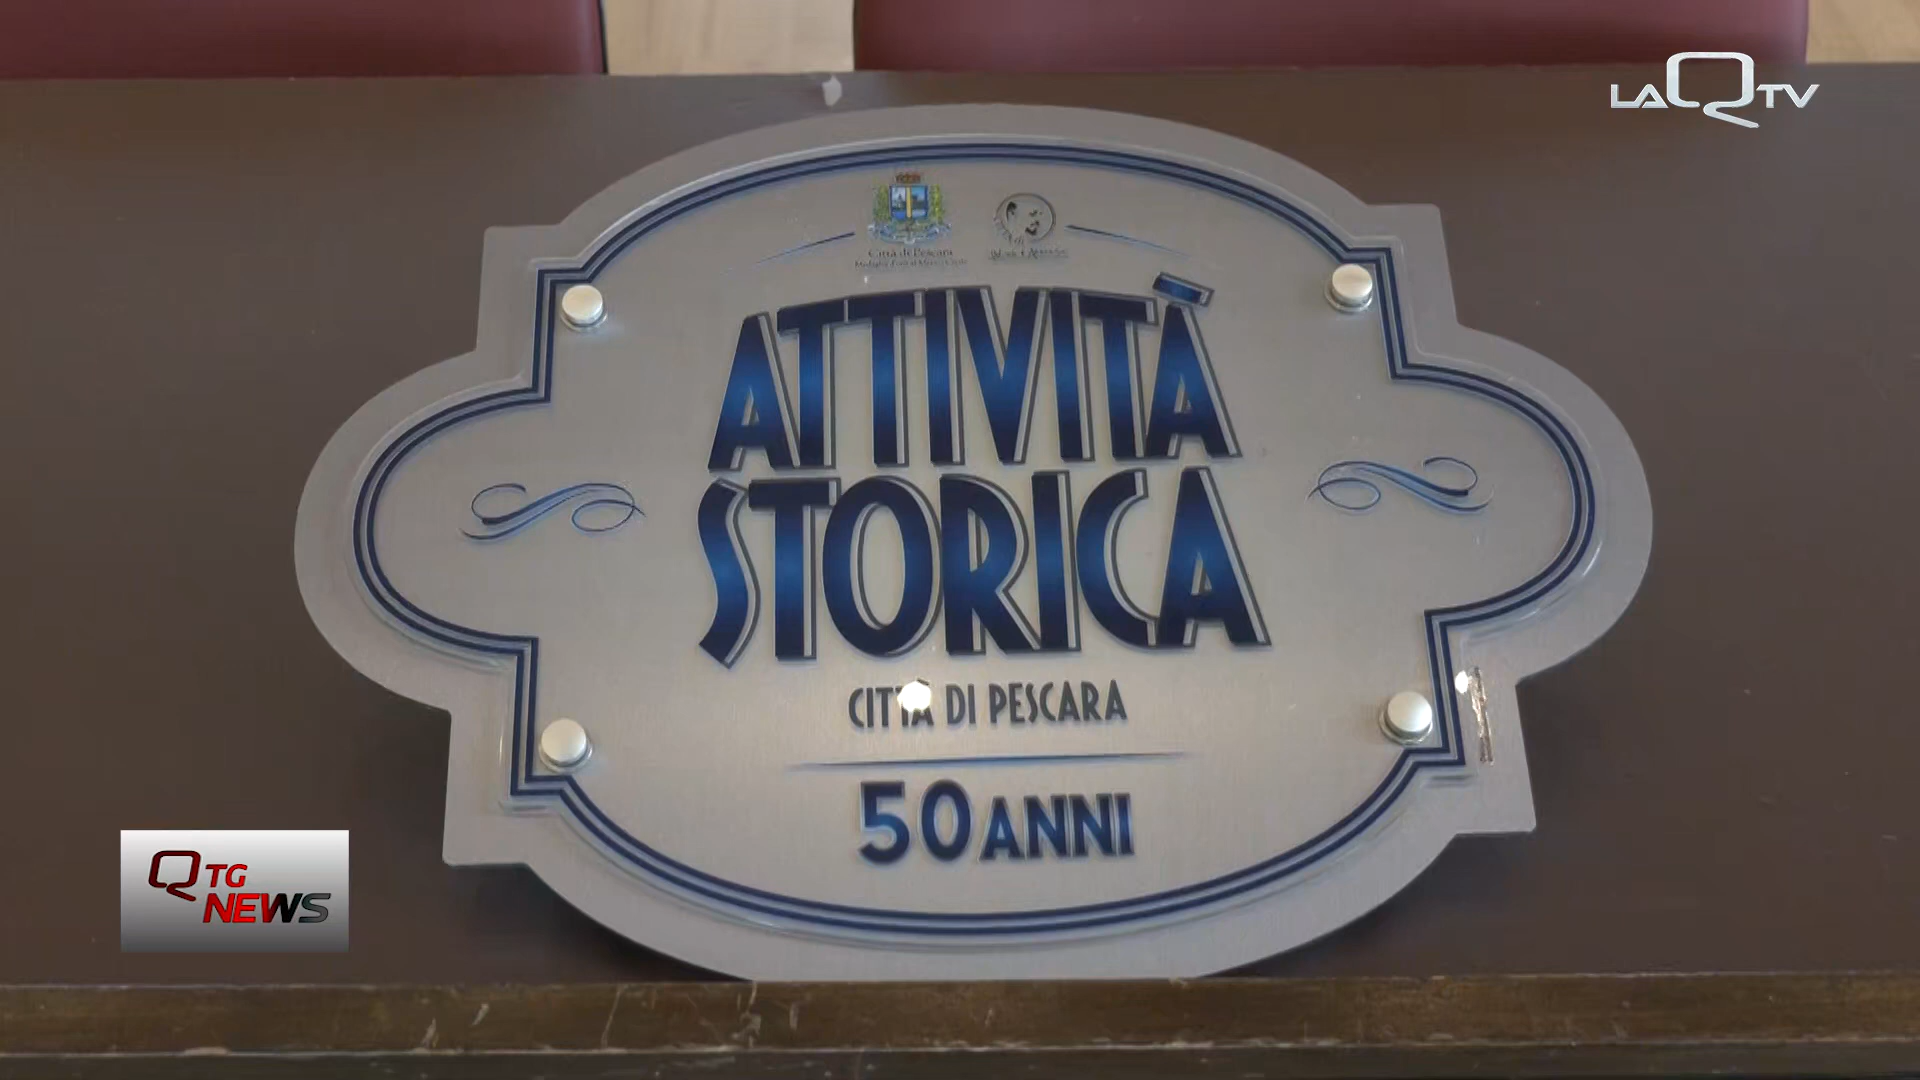 LAQTV
Città di Pescara
ATTIVITÀ
STORICA
CITTÀ DI PESCARA
50 ANNI
Q TG
NEWS